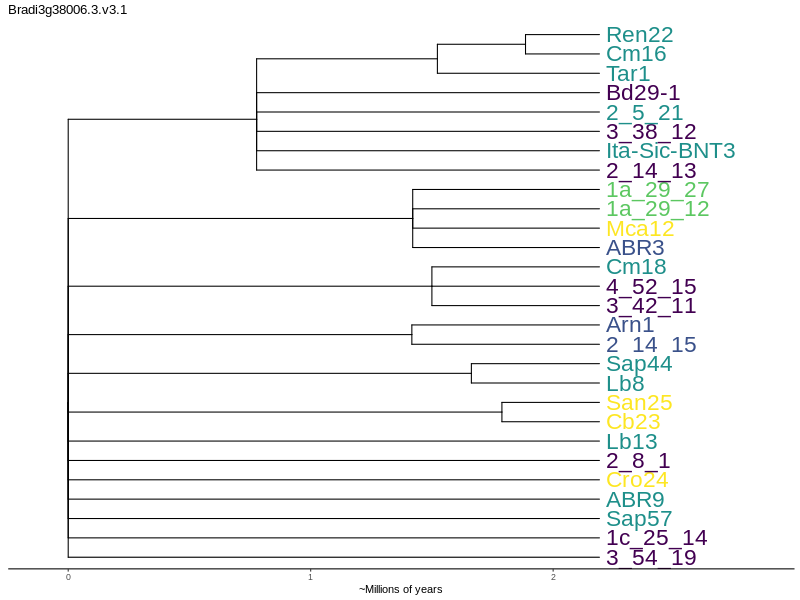 Bradi3g38006.3.v3.1
Ren22
Cm16
Tar1
Bd29-1
2_5_21
3_38_12
Ita-Sic-BNT3
2_14_13
1a_29_27
1a_29_12
Mca12
ABR3
Cm18
4_52_15
3_42_11
Arn1
2_14_15
Sap44
Lb8
San25
Cb23
Lb13
2_8_1
Cro24
ABR9
Sap57
1c_25_14
3_54_19
0 1 2
~Millions of years